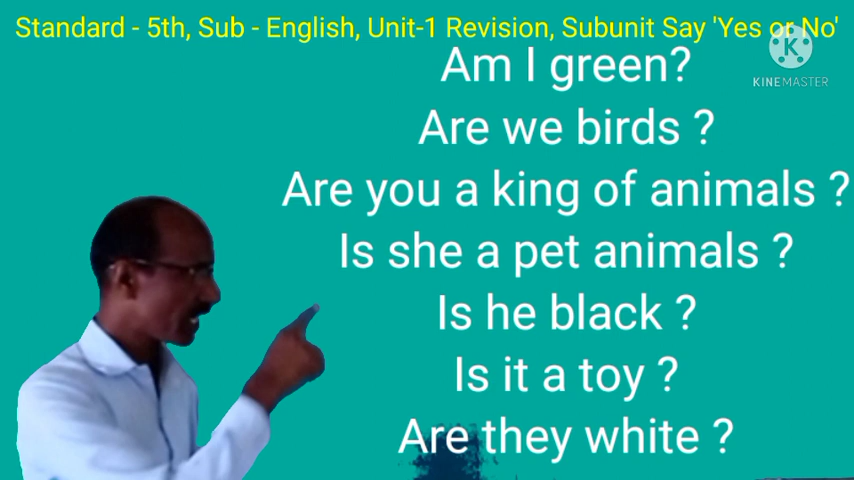 Standard - 5th, Sub - English, Unit-1 Revision, Subunit Say 'Yes or No'
K
KINEMASTER
Am I green?
Are we birds ?
Are you a king of animals ?
Is she a pet animals ?
Is he black ?
Is it a toy ?
Are they white ?